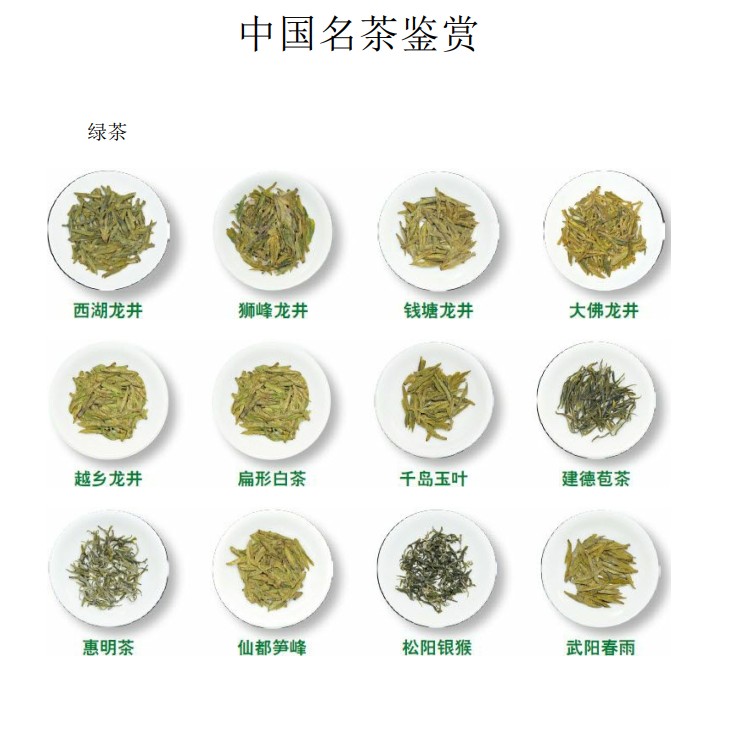 中国名茶鉴赏
绿茶
西湖龙井 狮峰龙井 钱塘龙井 大佛龙井
越乡龙井 扁形白茶 千岛玉叶 建德苞茶
惠明茶 仙都笋峰 松阳银猴 武阳春雨